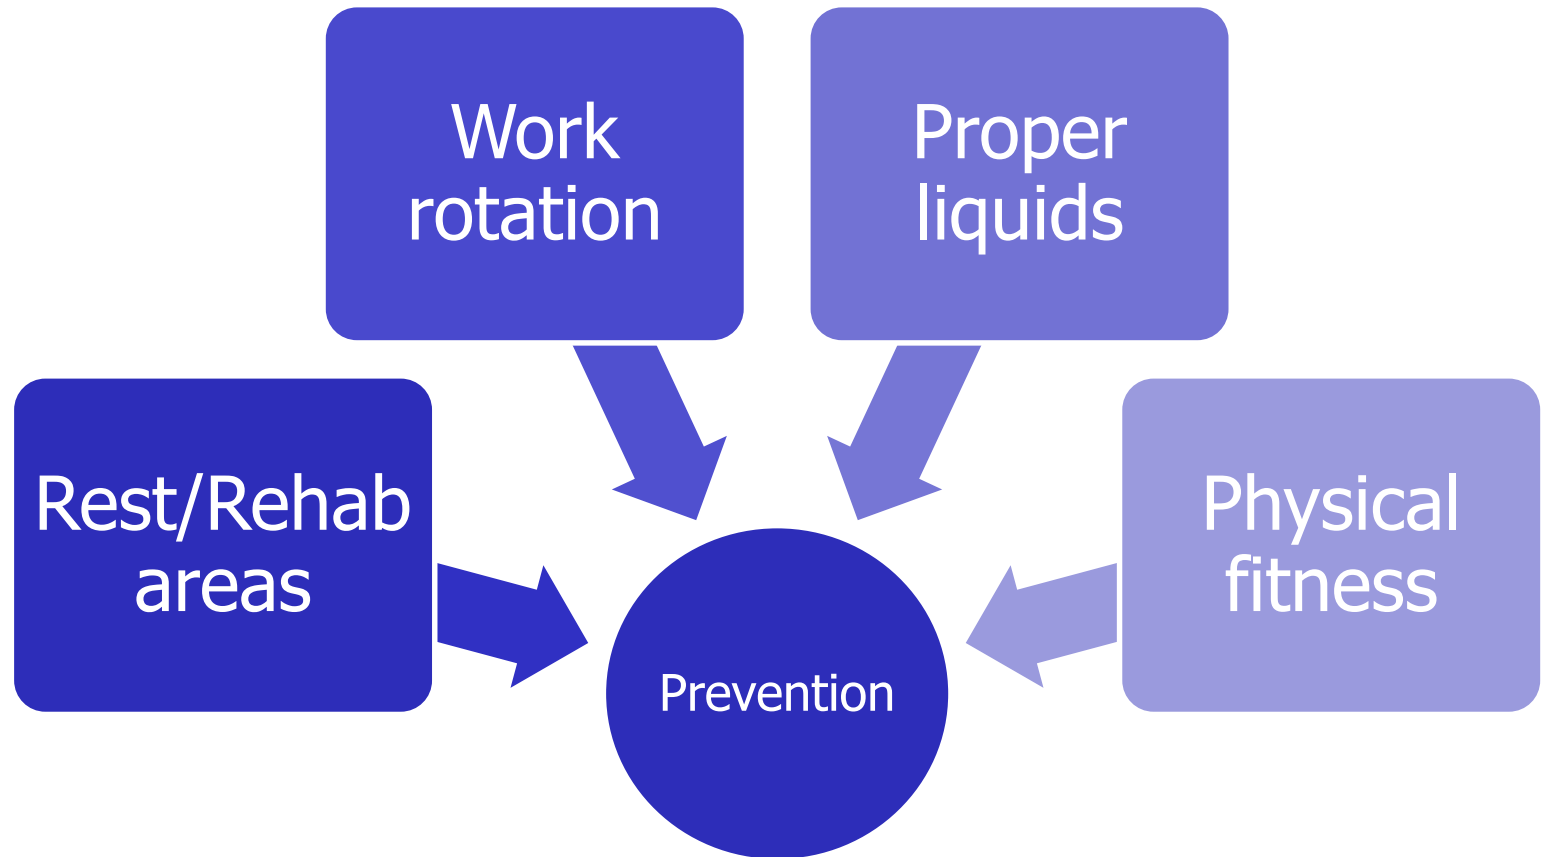 Work
rotation
Proper
liquids
Rest/Rehab
areas
Physical
fitness
Prevention